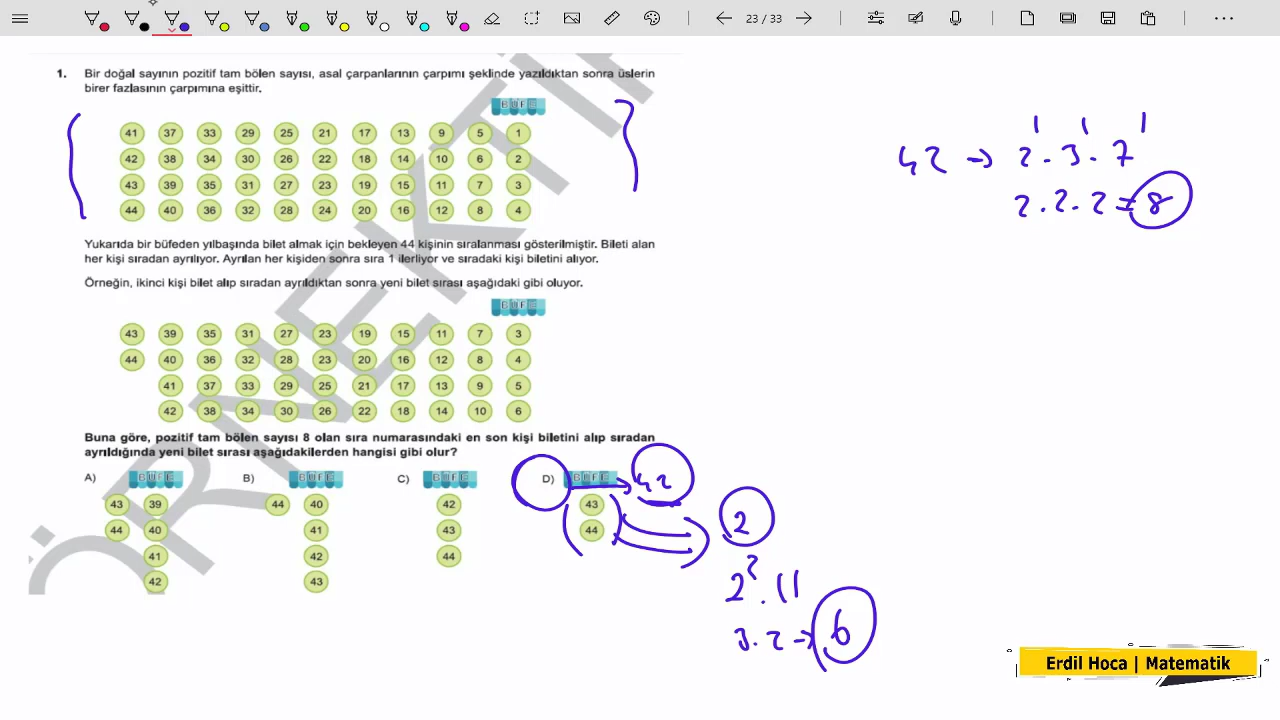 23 / 33
1. Bir doğal sayının pozitif tam bölen sayısı, asal çarpanlarının çarpımı şeklinde yazıldıktan sonra üslerin
birer fazlasının çarpımına eşittir.
BÜFE
41 37 33 29 25 21 17 13 9 5 1
42 38 34 30 26 22 18 14 10 6 2
43 39 35 31 27 23 19 15 11 7 3
44 40 36 32 28 24 20 16 12 8 4
Yukarıda bir büfeden yılbaşında bilet almak için bekleyen 44 kişinin sıralanması gösterilmiştir. Bileti alan
her kişi sıradan ayrılıyor. Ayrılan her kişiden sonra sıra 1 ilerliyor ve sıradaki kişi biletini alıyor.
Örneğin, ikinci kişi bilet alıp sıradan ayrıldıktan sonra yeni bilet sırası aşağıdaki gibi oluyor.
BÜFE
43 39 35 31 27 23 19 15 11 7 3
44 40 36 32 28 23 20 16 12 8 4
41 37 33 29 25 21 17 13 9 5
42 38 34 30 26 22 18 14 10 6
Buna göre, pozitif tam bölen sayısı 8 olan sıra numarasındaki en son kişi biletini alıp sıradan
ayrıldığında yeni bilet sırası aşağıdakilerden hangisi gibi olur?
A) BÜFE
43 39
44 40
41
42
B) BÜFE
44 40
41
42
43
C) BÜFE
42
43
44
D) BÜFE
43
44
42
2
2² . 11
3 . 2 → 6
1 1 1
42 → 2 . 3 . 7
2 . 2 . 2 = 8
ÖRNEKTİR
Erdil Hoca | Matematik